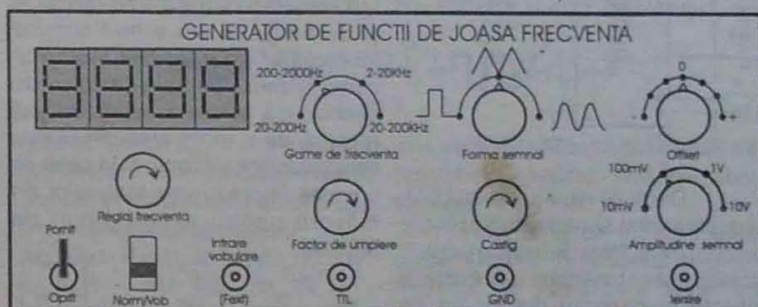 GENERATOR DE FUNCTII DE JOASA FRECVENTA
8888
200-2000Hz
2-20KHz
20-200Hz
20-200KHz
Game de frecventa
Forma semnal
0
-
+
Offset
Reglaj frecventa
Factor de umplere
Castig
100mV
1V
10mV
10V
Amplitudine semnal
Pornit
Oprit
Norm/Vob
Intrare
vobulare
(Fext)
TTL
GND
Iesire